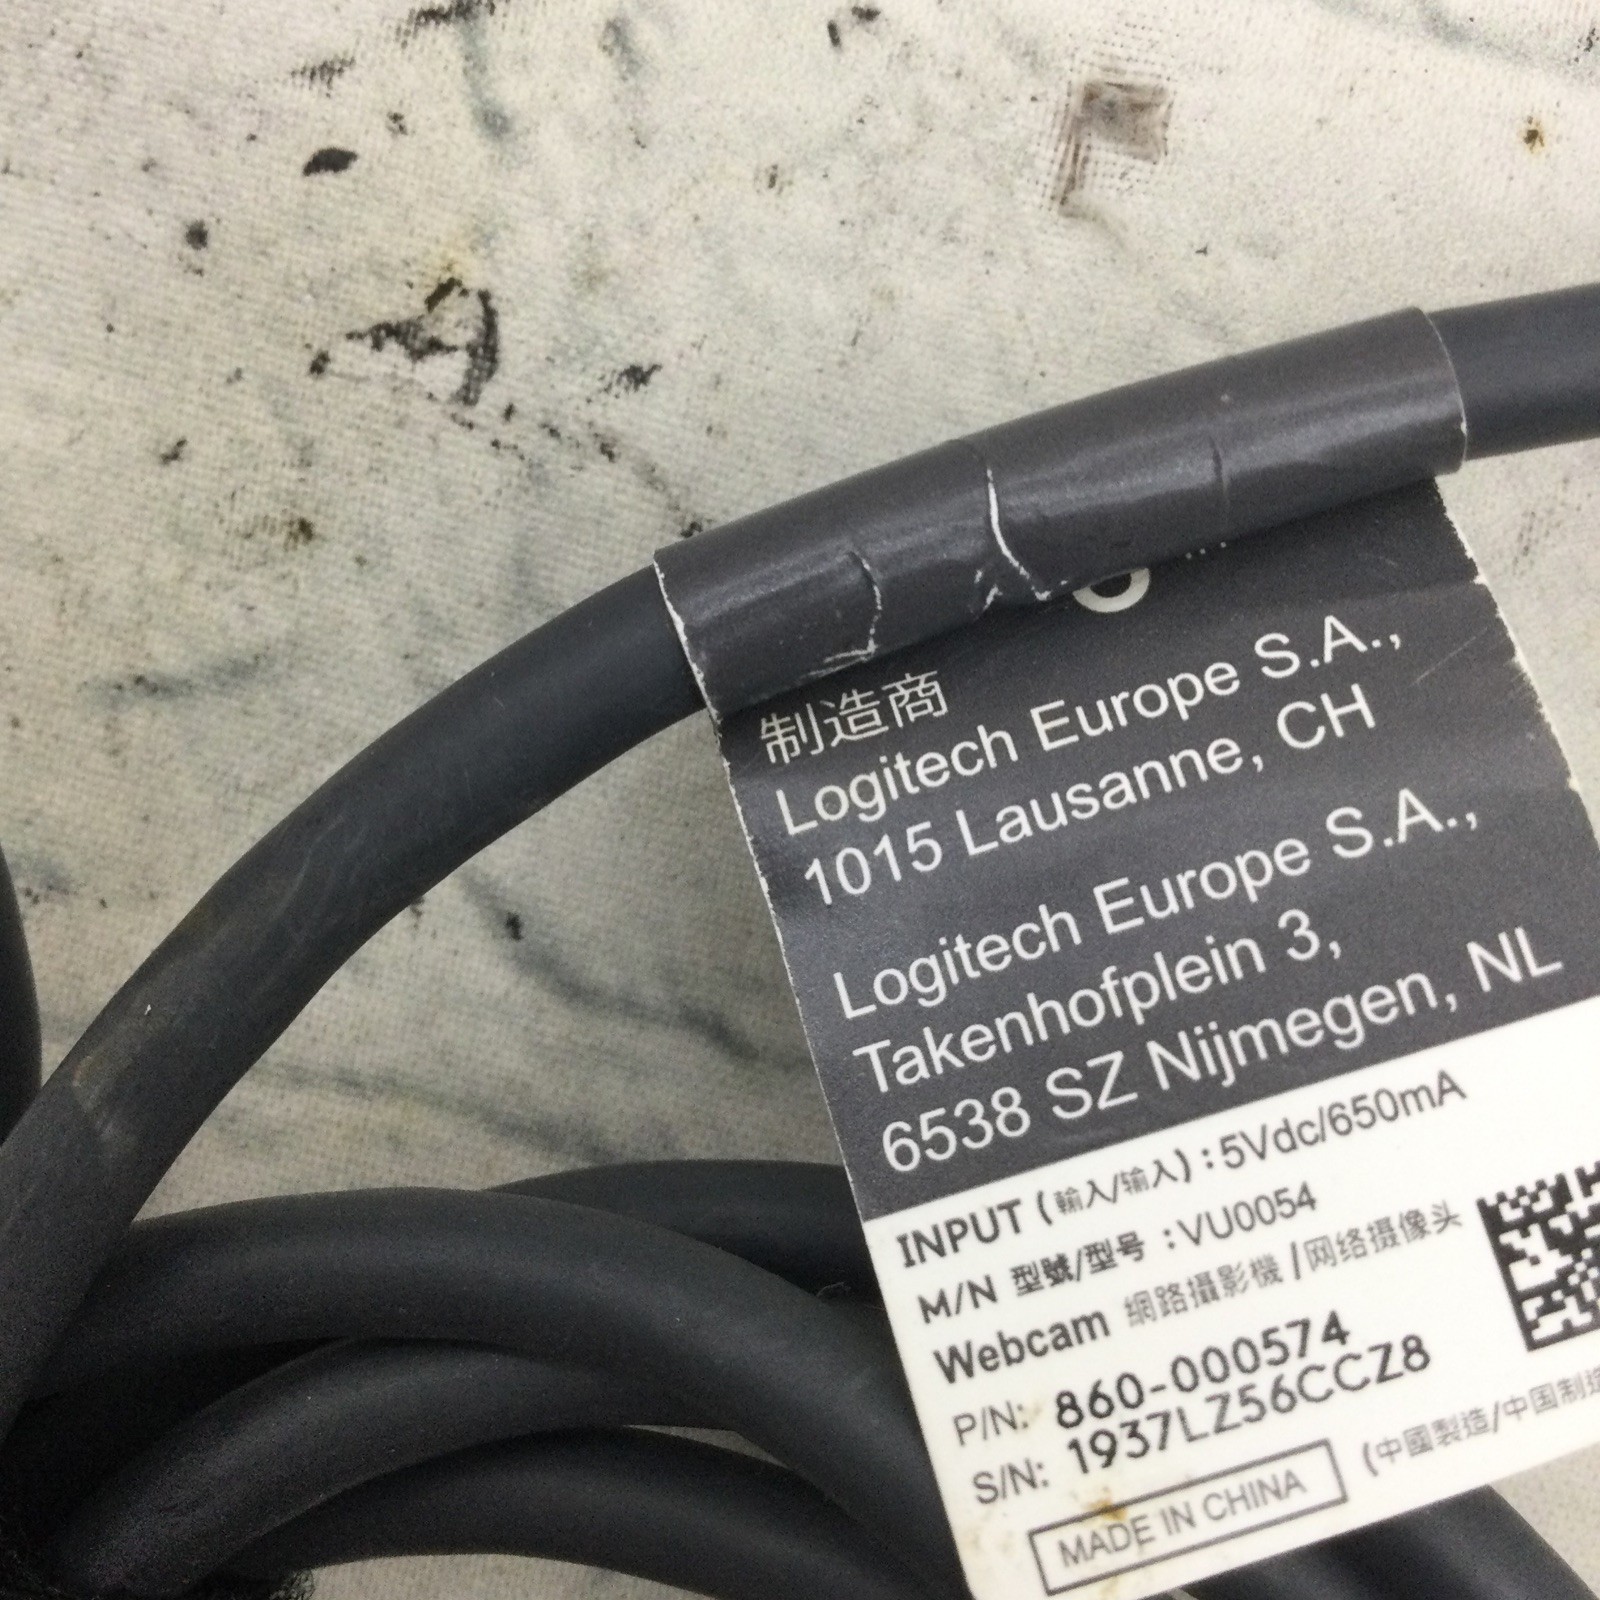 制造商
Logitech Europe S.A.,
1015 Lausanne, CH
Logitech Europe S.A.,
Takenhofplein 3,
6538 SZ Nijmegen, NL
INPUT (輸入/输入) : 5Vdc/650mA
M/N 型號/型号 : VU0054
Webcam 網路攝影機 /网络摄像头
P/N: 860-000574
S/N: 1937LZ56CCZ8
MADE IN CHINA (中國製造/中国制造